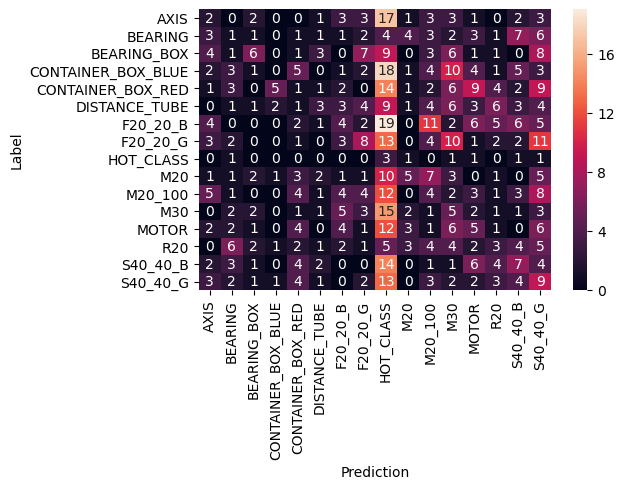 AXIS 2 0 2 0 0 1 3 3 17 1 3 3 1 0 2 3
BEARING 3 1 1 0 1 1 1 2 4 4 3 2 3 1 7 6
BEARING_BOX 4 1 6 0 1 3 0 7 9 0 3 6 1 1 0 8
CONTAINER_BOX_BLUE 2 3 1 0 5 0 1 2 18 1 4 10 4 1 5 3
CONTAINER_BOX_RED 1 3 0 5 1 1 2 0 14 1 2 6 9 4 2 9
DISTANCE_TUBE 0 1 1 2 1 3 3 4 9 1 4 6 3 6 3 4
F20_20_B 4 0 0 0 2 1 4 2 19 0 11 2 6 5 6 5
F20_20_G 3 2 0 0 1 0 3 8 13 0 4 10 1 2 2 11
HOT_CLASS 0 1 0 0 0 0 0 0 3 1 0 1 1 0 1 1
M20 1 1 2 1 3 2 1 1 10 5 7 3 0 1 0 5
M20_100 5 1 0 0 4 1 4 4 12 0 4 2 3 1 3 8
M30 0 2 2 0 1 1 5 3 15 2 1 5 2 1 1 3
MOTOR 2 2 1 0 4 0 4 1 12 3 1 6 5 1 0 6
R20 0 6 2 1 2 1 2 1 5 3 4 4 2 3 4 5
S40_40_B 2 3 1 0 4 2 0 0 14 0 1 1 6 4 7 4
S40_40_G 3 2 1 1 4 1 0 0 13 0 3 2 2 3 4 9
AXIS
BEARING
BEARING_BOX
CONTAINER_BOX_BLUE
CONTAINER_BOX_RED
DISTANCE_TUBE
F20_20_B
F20_20_G
HOT_CLASS
M20
M20_100
M30
MOTOR
R20
S40_40_B
S40_40_G
Label
Prediction
16
12
8
4
0